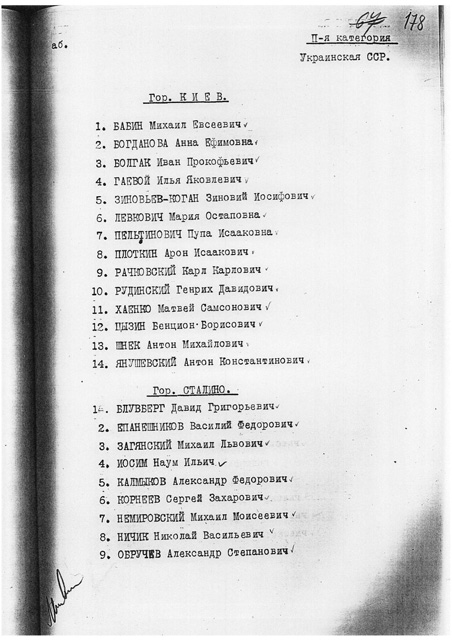 67 178
аб.
П-я категория
Украинская ССР.
Гор. КИЕВ.
1. БАБИН Михаил Евсеевич
2. БОГДАНОВА Анна Ефимовна
3. БОЛГАК Иван Прокофьевич
4. ГАЕВОЙ Илья Яковлевич
5. ЗИНОВЬЕВ-КОГАН Зиновий Иосифович
6. ЛЕВКОВИЧ Мария Остаповна
7. ПЕЛЬТИНОВИЧ Пупа Исааковна
8. ПЛОТКИН Арон Исаакович
9. РАЧКОВСКИЙ Карл Карлович
10. РУДИНСКИЙ Генрих Давидович
11. ХАЕНКО Матвей Самсонович
12. ЦЫЗИН Бенцион-Борисович
13. ШНЕК Антон Михайлович
14. ЯНУШЕВСКИЙ Антон Константинович
Гор. СТАЛИНО.
1. БЛУВБЕРГ Давид Григорьевич
2. ЕПАНЕШНИКОВ Василий Федорович
3. ЗАГЯНСКИЙ Михаил Львович
4. ИОСИМ Наум Ильич
5. КАЛМЫКОВ Александр Федорович
6. КОРНЕЕВ Сергей Захарович
7. НЕМИРОВСКИЙ Михаил Моисеевич
8. НИЧИК Николай Васильевич
9. ОБРУЧЕВ Александр Степанович